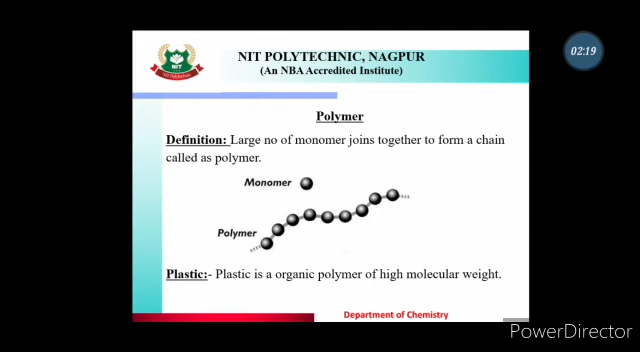 NIT POLYTECHNIC, NAGPUR
(An NBA Accredited Institute)
02:19
NIT
Polymer
Definition: Large no of monomer joins together to form a chain
called as polymer.
Monomer
Polymer
Plastic:- Plastic is a organic polymer of high molecular weight.
Department of Chemistry
PowerDirector